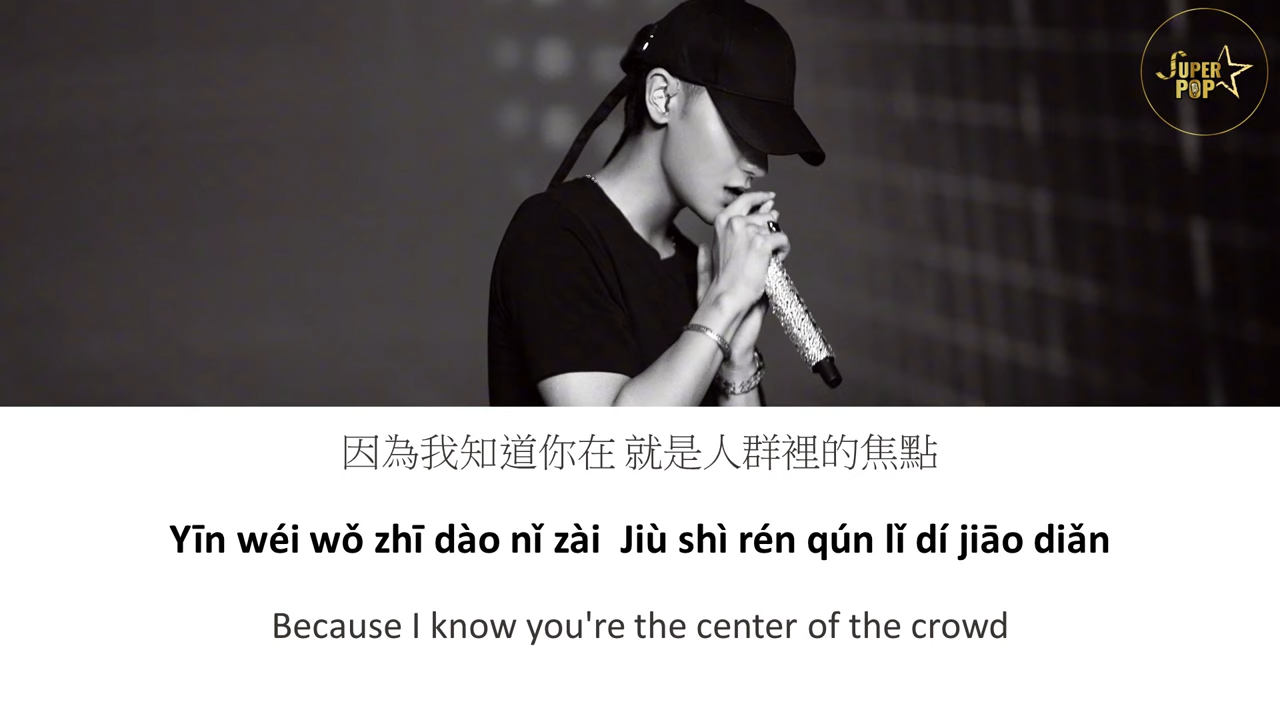 SUPER
POP
因為我知道你在 就是人群裡的焦點
Yīn wéi wǒ zhī dào nǐ zài  Jiù shì rén qún lǐ dí jiāo diǎn
Because I know you're the center of the crowd